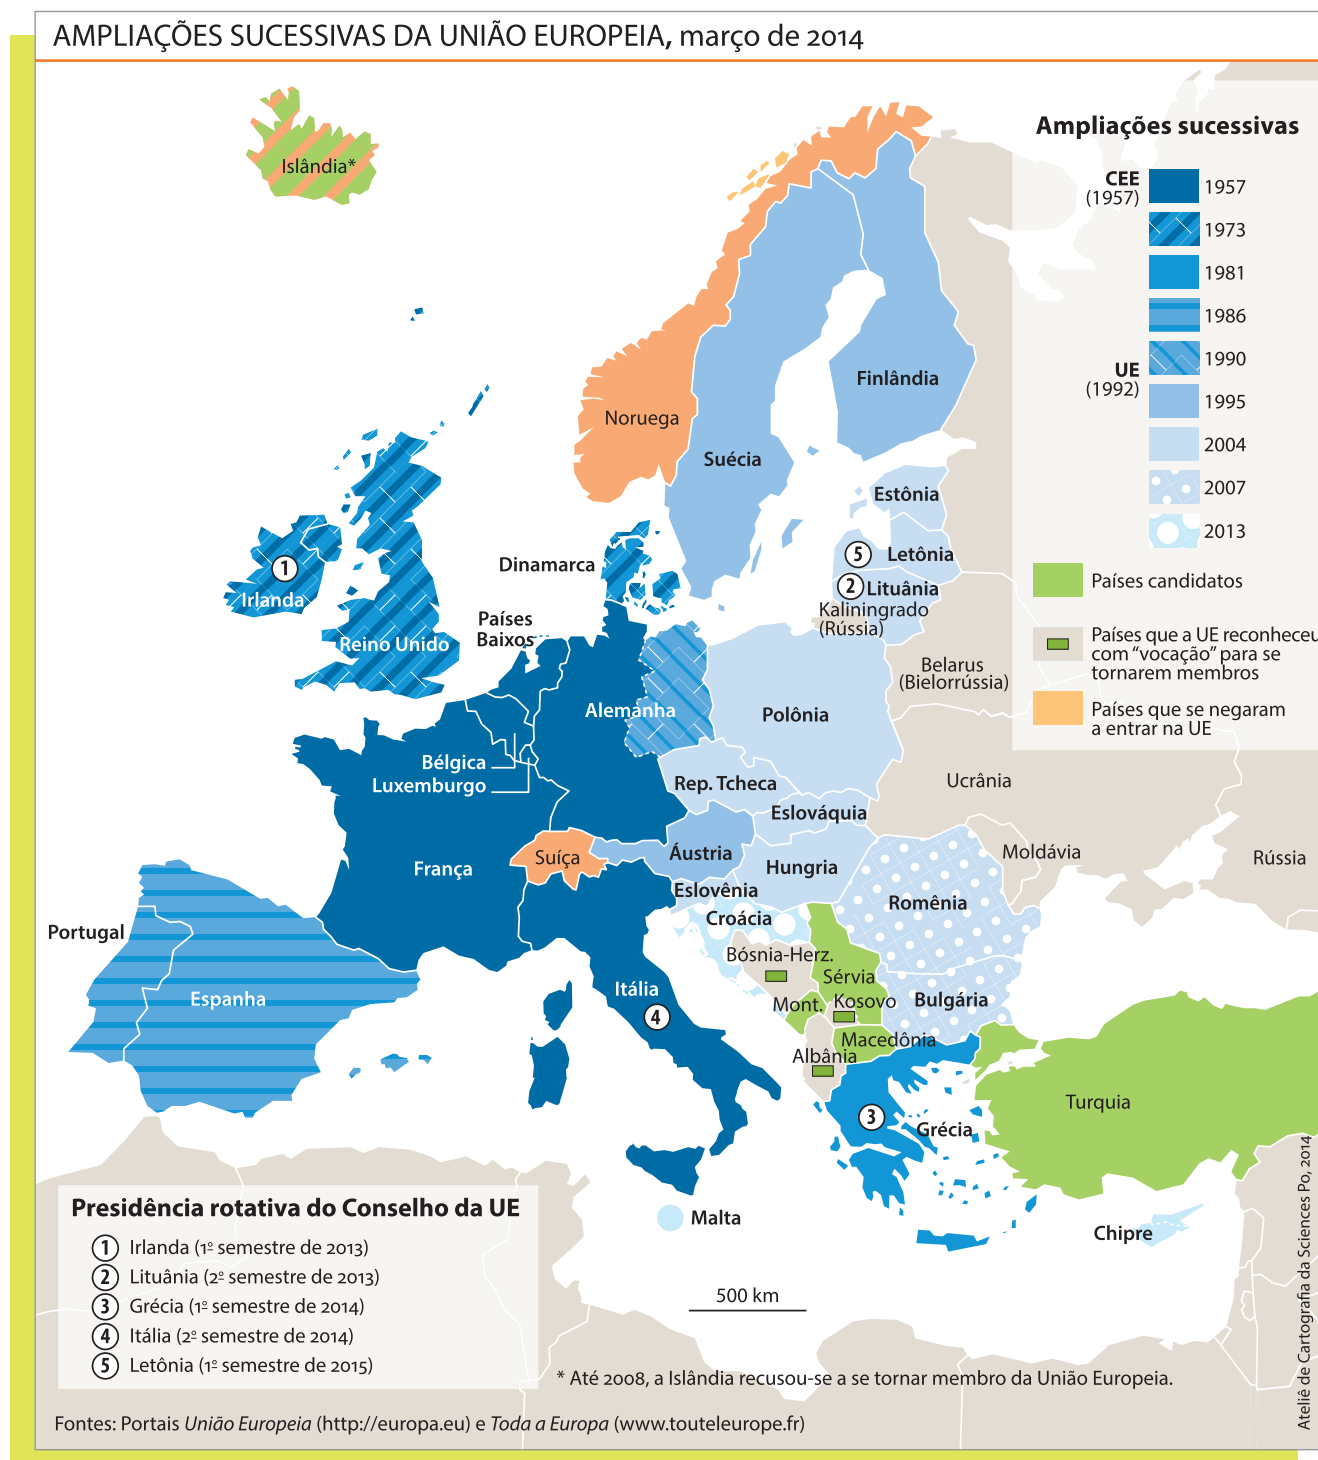 AMPLIAÇÕES SUCESSIVAS DA UNIÃO EUROPEIA, março de 2014
Ampliações sucessivas
CEE
(1957)
1957
1973
1981
1986
1990
UE
(1992)
1995
2004
2007
2013
Países candidatos
Países que a UE reconheceu
com “vocação” para se
tornarem membros
Países que se negaram
a entrar na UE
Islândia*
Noruega
Suécia
Finlândia
Estônia
5 Letônia
2 Lituânia
Kaliningrado
(Rússia)
Belarus
(Bielorrússia)
1
Irlanda
Reino Unido
Dinamarca
Países
Baixos
Alemanha
Polônia
Bélgica
Luxemburgo
Rep. Tcheca
Eslováquia
Ucrânia
França
Suíça
Áustria
Hungria
Moldávia
Rússia
Eslovênia
Croácia
Romênia
Portugal
Espanha
Itália
4
Bósnia-Herz.
Sérvia
Mont.
Kosovo
Bulgária
Macedônia
Albânia
3
Grécia
Turquia
Malta
Chipre
Presidência rotativa do Conselho da UE
1 Irlanda (1º semestre de 2013)
2 Lituânia (2º semestre de 2013)
3 Grécia (1º semestre de 2014)
4 Itália (2º semestre de 2014)
5 Letônia (1º semestre de 2015)
500 km
* Até 2008, a Islândia recusou-se a se tornar membro da União Europeia.
Fontes: Portais União Europeia (http://europa.eu) e Toda a Europa (www.touteleurope.fr)
Ateliê de Cartografia da Sciences Po, 2014